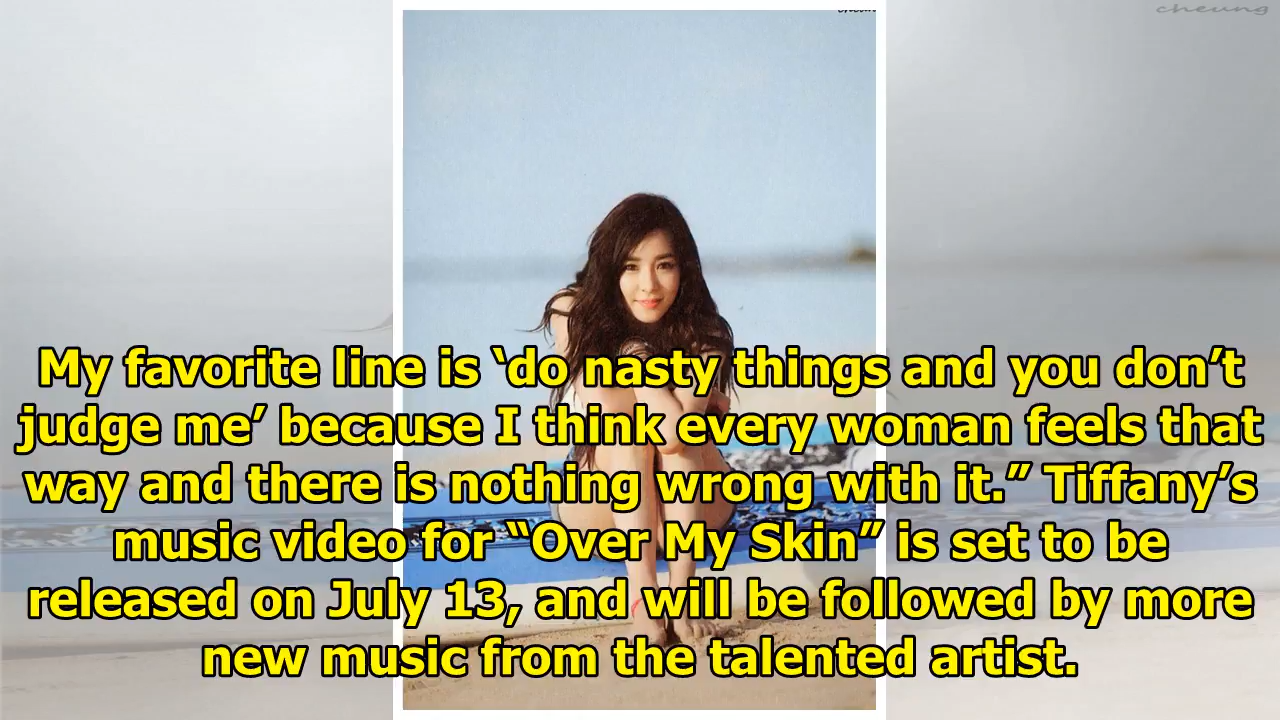 cheung
My favorite line is ‘do nasty things and you don’t
judge me’ because I think every woman feels that
way and there is nothing wrong with it.” Tiffany’s
music video for “Over My Skin” is set to be
released on July 13, and will be followed by more
new music from the talented artist.